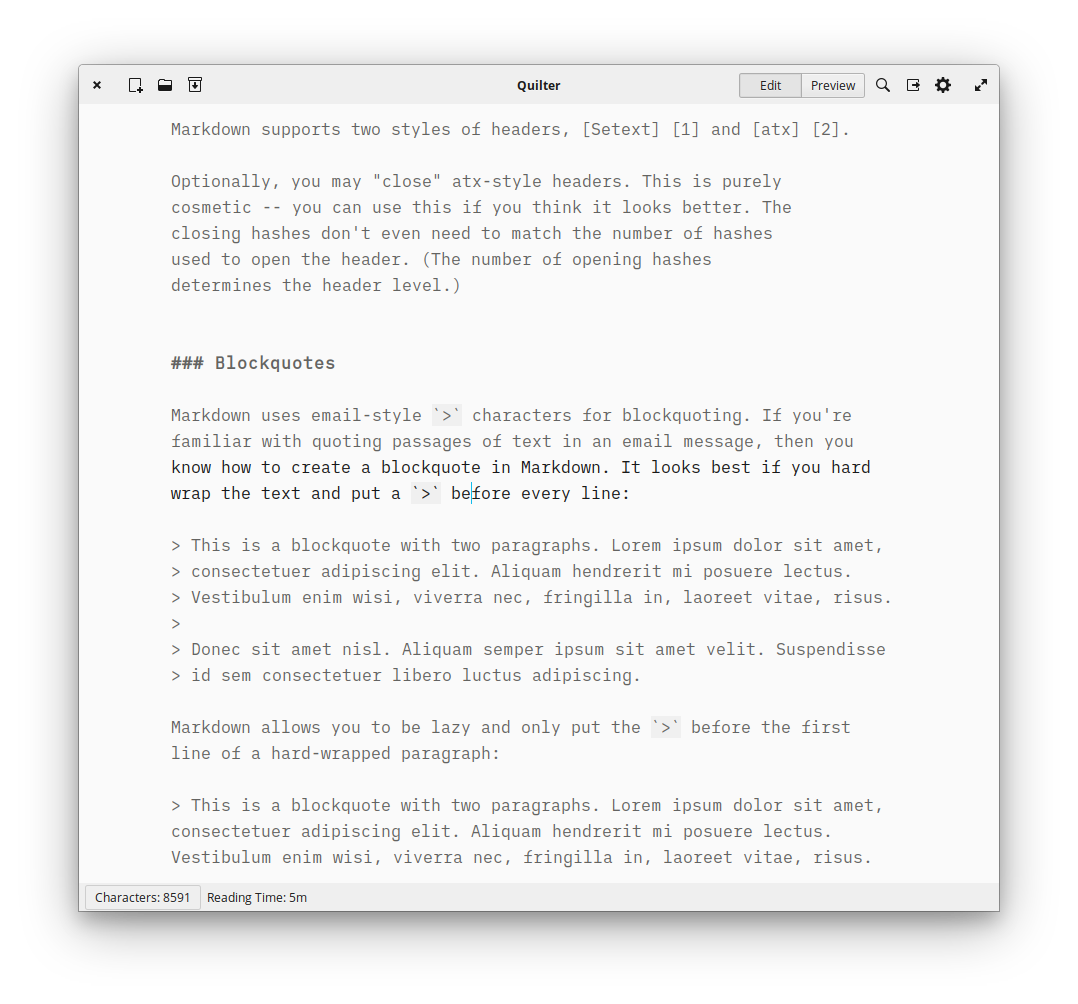 Quilter
Edit Preview
Markdown supports two styles of headers, [Setext] [1] and [atx] [2].
Optionally, you may "close" atx-style headers. This is purely
cosmetic -- you can use this if you think it looks better. The
closing hashes don't even need to match the number of hashes
used to open the header. (The number of opening hashes
determines the header level.)
### Blockquotes
Markdown uses email-style `>` characters for blockquoting. If you're
familiar with quoting passages of text in an email message, then you
know how to create a blockquote in Markdown. It looks best if you hard
wrap the text and put a `>` before every line:
> This is a blockquote with two paragraphs. Lorem ipsum dolor sit amet,
> consectetuer adipiscing elit. Aliquam hendrerit mi posuere lectus.
> Vestibulum enim wisi, viverra nec, fringilla in, laoreet vitae, risus.
>
> Donec sit amet nisl. Aliquam semper ipsum sit amet velit. Suspendisse
> id sem consectetuer libero luctus adipiscing.
Markdown allows you to be lazy and only put the `>` before the first
line of a hard-wrapped paragraph:
> This is a blockquote with two paragraphs. Lorem ipsum dolor sit amet,
consectetuer adipiscing elit. Aliquam hendrerit mi posuere lectus.
Vestibulum enim wisi, viverra nec, fringilla in, laoreet vitae, risus.
Characters: 8591 Reading Time: 5m